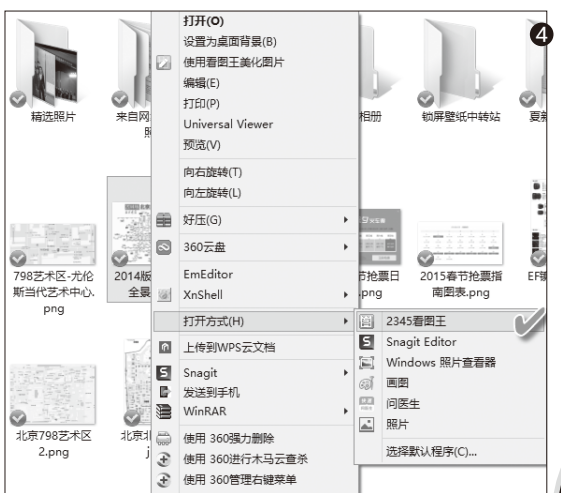 打开(O)
4
设置为桌面背景(B)
使用看图王美化图片
编辑(E)
打印(P)
Universal Viewer
预览(V)
精选照片
来自网
照
相册
锁屏壁纸中转站
夏新
向右旋转(T)
向左旋转(L)
好压(G)
360云盘
EmEditor
XnShell
打开方式(H)
上传到WPS云文档
Snagit
发送到手机
WinRAR
使用 360强力删除
使用 360进行木马云查杀
使用 360管理右键菜单
798艺术区-尤伦
斯当代艺术中心.
png
2014版
全景
节抢票日
.png
2015春节抢票指
南图表.png
EF镜
2345看图王
Snagit Editor
Windows 照片查看器
画图
问医生
照片
选择默认程序(C)...
北京798艺术区
2.png
北京北
j